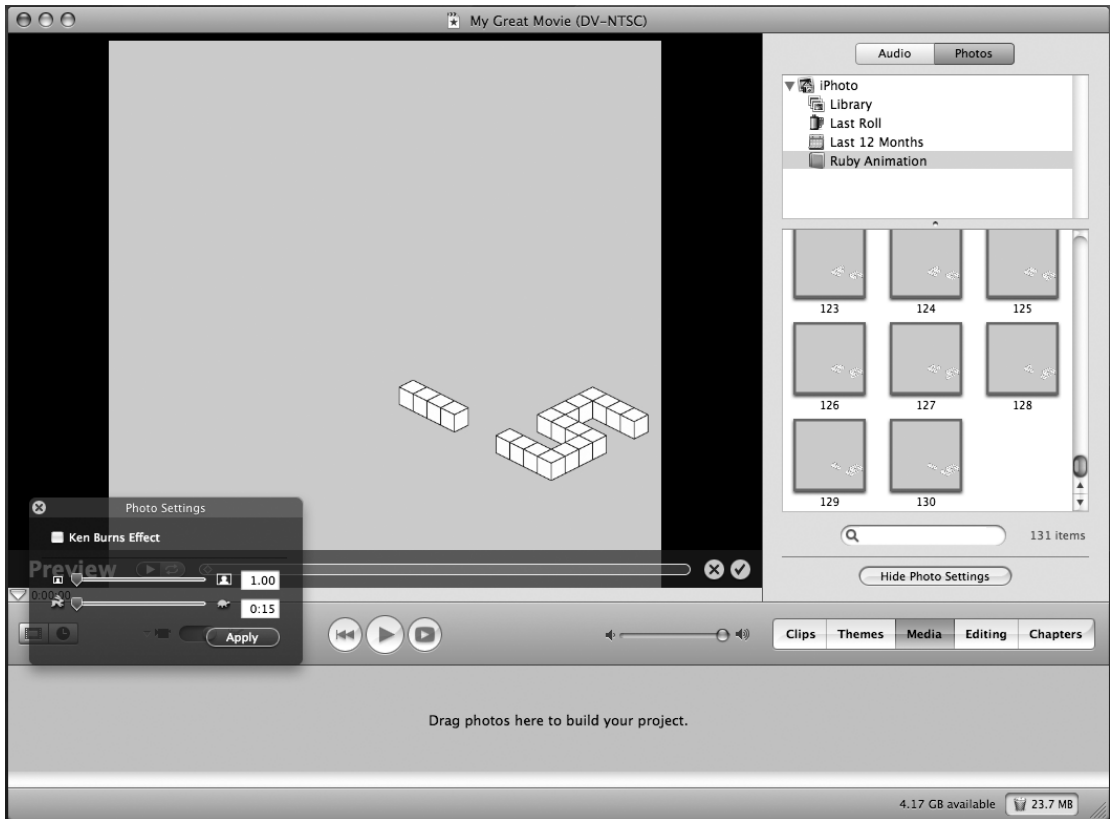 My Great Movie (DV-NTSC)
Audio Photos
iPhoto
Library
Last Roll
Last 12 Months
Ruby Animation
123 124 125
126 127 128
129 130
131 items
Hide Photo Settings
Photo Settings
Ken Burns Effect
Preview
1.00
0:00:00
0:15
Apply
Clips Themes Media Editing Chapters
Drag photos here to build your project.
4.17 GB available 23.7 MB